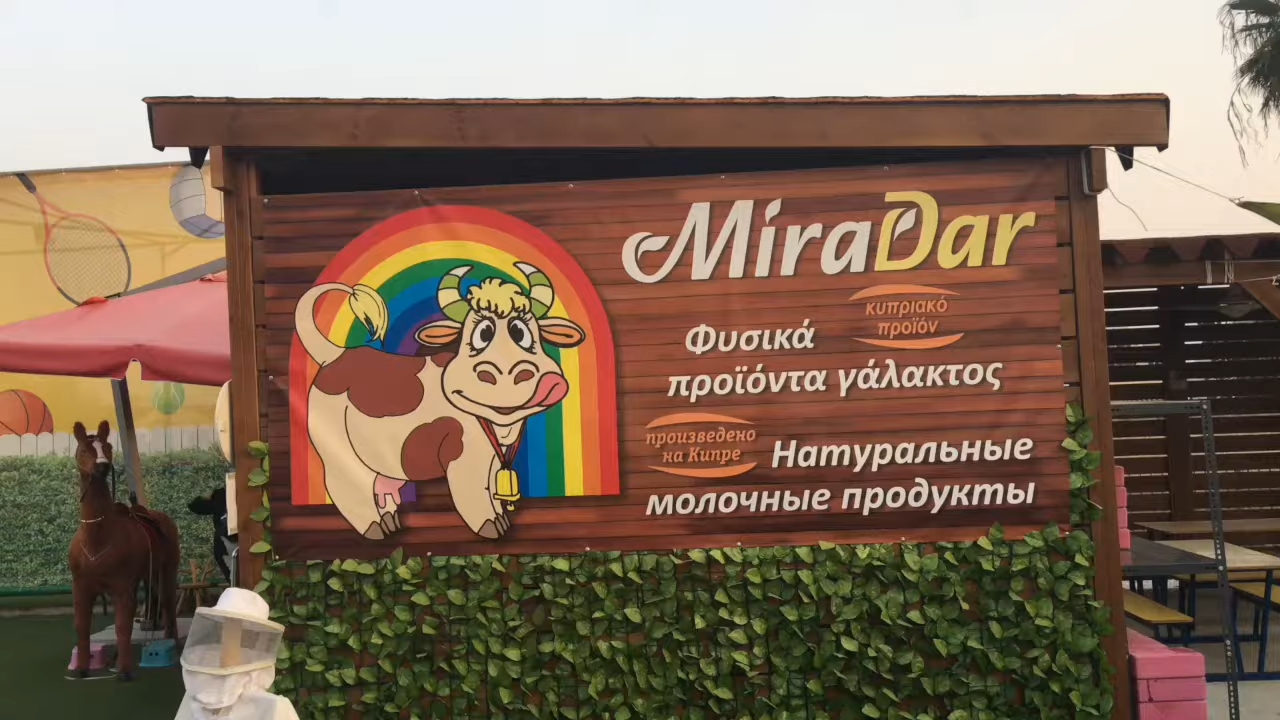 MiraDar
κυπριακό
προϊόν
Φυσικά
προϊόντα γάλακτος
произведено
на Кипре
Натуральные
молочные продукты